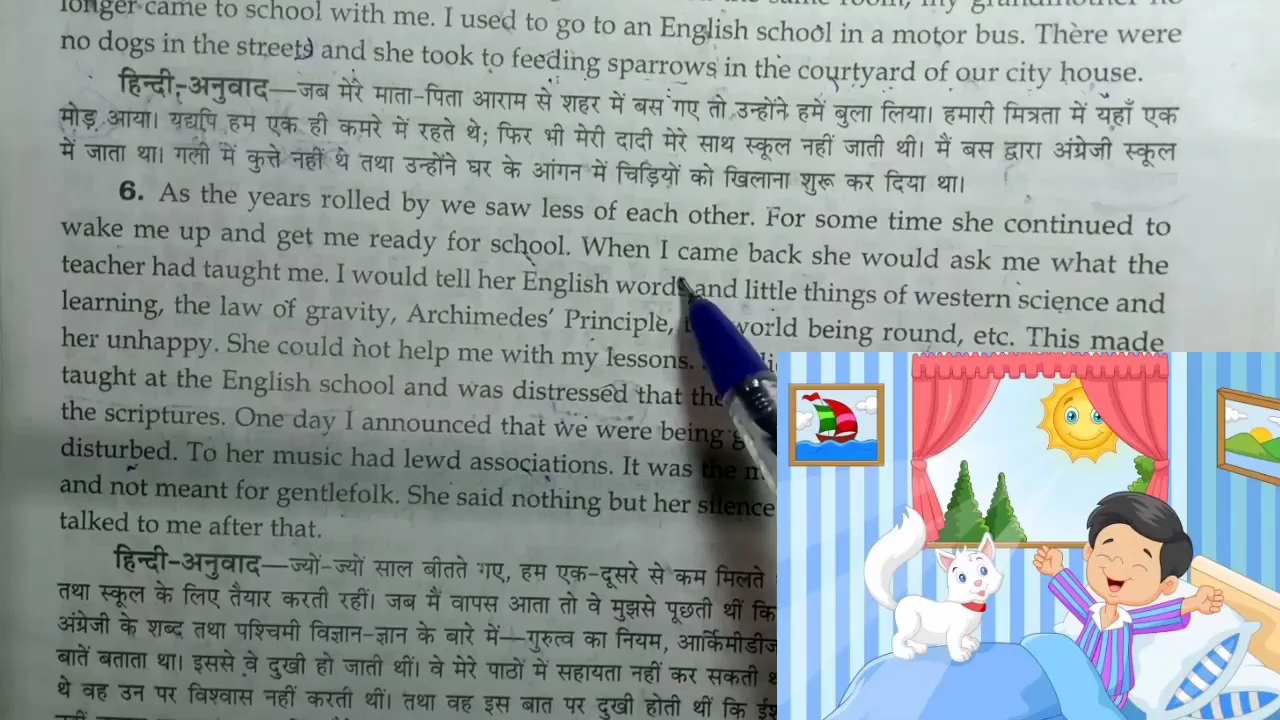 longer came to school with me. I used to go to an English school in a motor bus. There were
no dogs in the streets and she took to feeding sparrows in the courtyard of our city house.
हिन्दी-अनुवाद—जब मेरे माता-पिता आराम से शहर में बस गए तो उन्होंने हमें बुला लिया। हमारी मित्रता में यहाँ एक
मोड़ आया। यद्यपि हम एक ही कमरे में रहते थे; फिर भी मेरी दादी मेरे साथ स्कूल नहीं जाती थी। मैं बस द्वारा अंग्रेजी स्कूल
में जाता था। गली में कुत्ते नहीं थे तथा उन्होंने घर के आंगन में चिड़ियों को खिलाना शुरू कर दिया था।
6. As the years rolled by we saw less of each other. For some time she continued to
wake me up and get me ready for school. When I came back she would ask me what the
teacher had taught me. I would tell her English words and little things of western science and
learning, the law of gravity, Archimedes' Principle, world being round, etc. This made
her unhappy. She could not help me with my lessons.
taught at the English school and was distressed that
the scriptures. One day I announced that we were being
disturbed. To her music had lewd associations. It was the
and not meant for gentlefolk. She said nothing but her silence
talked to me after that.
हिन्दी-अनुवाद—ज्यों-ज्यों साल बीतते गए, हम एक-दूसरे से कम मिलते
तथा स्कूल के लिए तैयार करती रहीं। जब मैं वापस आता तो वे मुझसे पूछती थीं कि
अंग्रेजी के शब्द तथा पश्चिमी विज्ञान-ज्ञान के बारे में—गुरुत्व का नियम,
बातें बताता था। इससे वे दुखी हो जाती थीं। वे मेरे पाठों में सहायता नहीं कर सकती
थे वह उन पर विश्वास नहीं करती थीं। तथा वह इस बात पर दुखी होती थीं कि